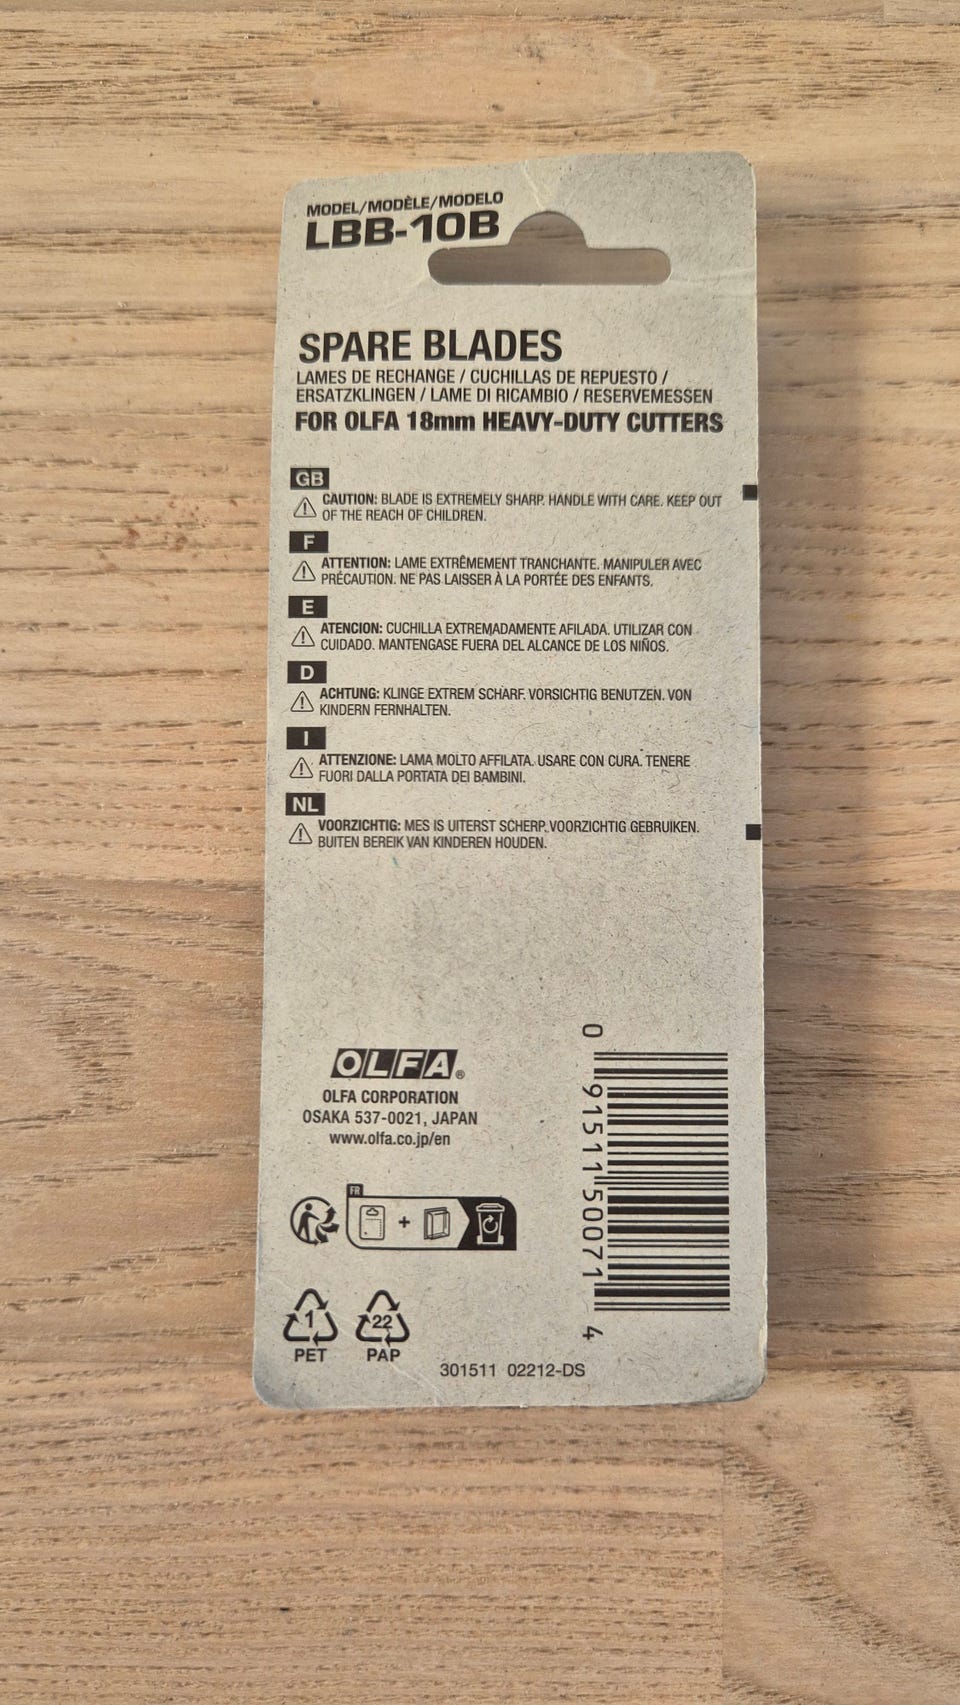 MODEL/MODÈLE/MODELO
LBB-10B
SPARE BLADES
LAMES DE RECHANGE / CUCHILLAS DE REPUESTO /
ERSATZKLINGEN / LAME DI RICAMBIO / RESERVEMESSEN
FOR OLFA 18mm HEAVY-DUTY CUTTERS
GB
CAUTION: BLADE IS EXTREMELY SHARP. HANDLE WITH CARE. KEEP OUT
OF THE REACH OF CHILDREN.
F
ATTENTION: LAME EXTRÊMEMENT TRANCHANTE. MANIPULER AVEC
PRÉCAUTION. NE PAS LAISSER À LA PORTÉE DES ENFANTS.
E
ATENCION: CUCHILLA EXTREMADAMENTE AFILADA. UTILIZAR CON
CUIDADO. MANTENGASE FUERA DEL ALCANCE DE LOS NIÑOS.
D
ACHTUNG: KLINGE EXTREM SCHARF. VORSICHTIG BENUTZEN. VON
KINDERN FERNHALTEN.
I
ATTENZIONE: LAMA MOLTO AFFILATA. USARE CON CURA. TENERE
FUORI DALLA PORTATA DEI BAMBINI.
NL
VOORZICHTIG: MES IS UITERST SCHERP. VOORZICHTIG GEBRUIKEN.
BUITEN BEREIK VAN KINDEREN HOUDEN.
OLFA®
OLFA CORPORATION
OSAKA 537-0021, JAPAN
www.olfa.co.jp/en
FR
+
1
PET
22
PAP
301511 02212-DS
0 91511 50071 4